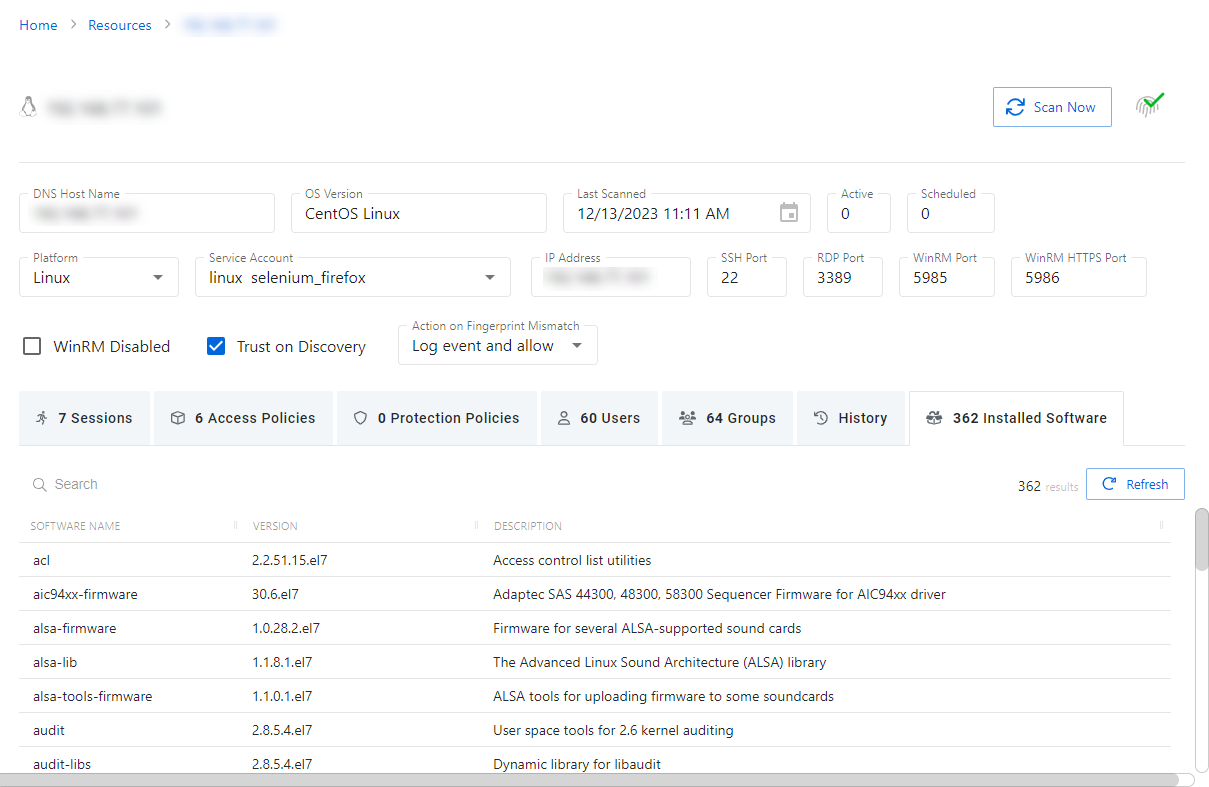 Home > Resources >
Scan Now
DNS Host Name
OS Version
CentOS Linux
Last Scanned
12/13/2023 11:11 AM
Active
0
Scheduled
0
Platform
Linux
Service Account
linux selenium_firefox
IP Address
SSH Port
22
RDP Port
3389
WinRM Port
5985
WinRM HTTPS Port
5986
WinRM Disabled
Trust on Discovery
Action on Fingerprint Mismatch
Log event and allow
7 Sessions
6 Access Policies
0 Protection Policies
60 Users
64 Groups
History
362 Installed Software
Search
362 results
Refresh
SOFTWARE NAME VERSION DESCRIPTION
acl 2.2.51.15.el7 Access control list utilities
aic94xx-firmware 30.6.el7 Adaptec SAS 44300, 48300, 58300 Sequencer Firmware for AIC94xx driver
alsa-firmware 1.0.28.2.el7 Firmware for several ALSA-supported sound cards
alsa-lib 1.1.8.1.el7 The Advanced Linux Sound Architecture (ALSA) library
alsa-tools-firmware 1.1.0.1.el7 ALSA tools for uploading firmware to some soundcards
audit 2.8.5.4.el7 User space tools for 2.6 kernel auditing
audit-libs 2.8.5.4.el7 Dynamic library for libaudit